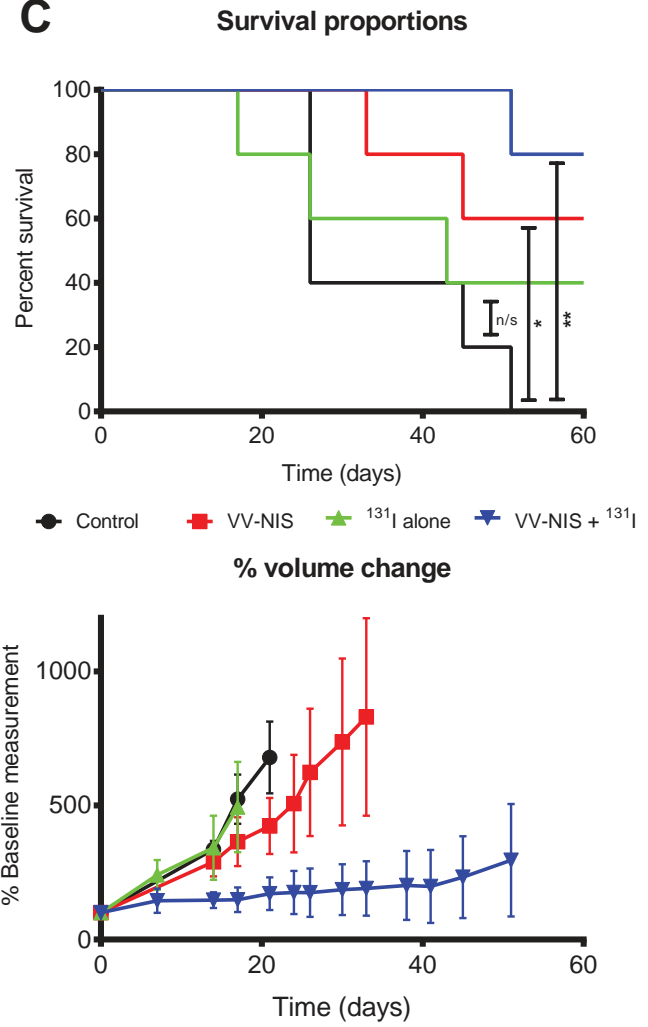 C
Survival proportions
Percent survival
100
80
60
40
20
0
n/s
*
**
0 20 40 60
Time (days)
Control VV-NIS ¹³¹I alone VV-NIS + ¹³¹I
% volume change
% Baseline measurement
1000
500
0
0 20 40 60
Time (days)